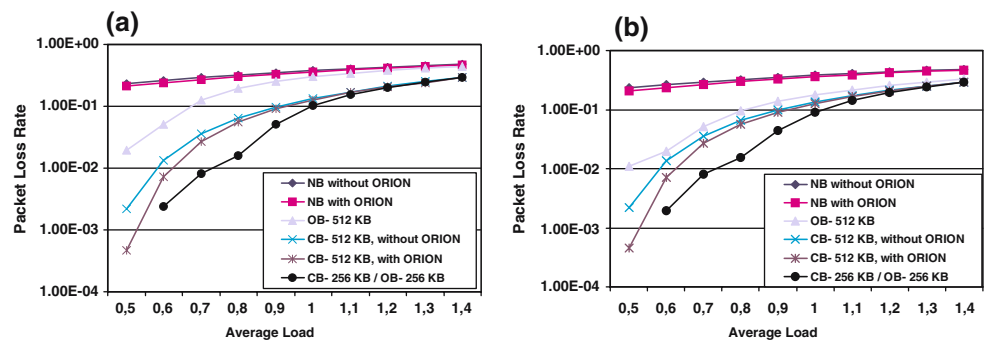 (a)
1.00E+00
1.00E-01
1.00E-02
1.00E-03
1.00E-04
Packet Loss Rate
NB without ORION
NB with ORION
OB- 512 KB
CB- 512 KB, without ORION
CB- 512 KB, with ORION
CB- 256 KB / OB- 256 KB
0,5 0,6 0,7 0,8 0,9 1 1,1 1,2 1,3 1,4
Average Load
(b)
1.00E+00
1.00E-01
1.00E-02
1.00E-03
1.00E-04
Packet Loss Rate
NB without ORION
NB with ORION
OB- 512 KB
CB- 512 KB, without ORION
CB- 512 KB, with ORION
CB- 256 KB / OB- 256 KB
0,5 0,6 0,7 0,8 0,9 1 1,1 1,2 1,3 1,4
Average Load